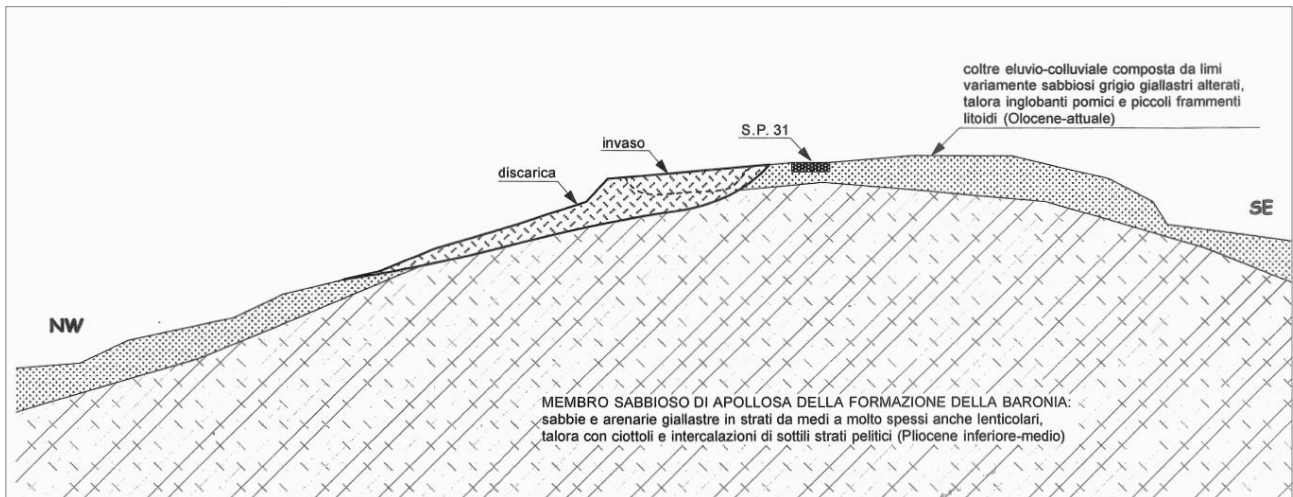 coltre eluvio-colluviale composta da limi
variamente sabbiosi grigio giallastri alterati,
talora inglobanti pomici e piccoli frammenti
litoidi (Olocene-attuale)
S.P. 31
invaso
discarica
SE
NW
MEMBRO SABBIOSO DI APOLLOSA DELLA FORMAZIONE DELLA BARONIA:
sabbie e arenarie giallastre in strati da medi a molto spessi anche lenticolari,
talora con ciottoli e intercalazioni di sottili strati pelitici (Pliocene inferiore-medio)